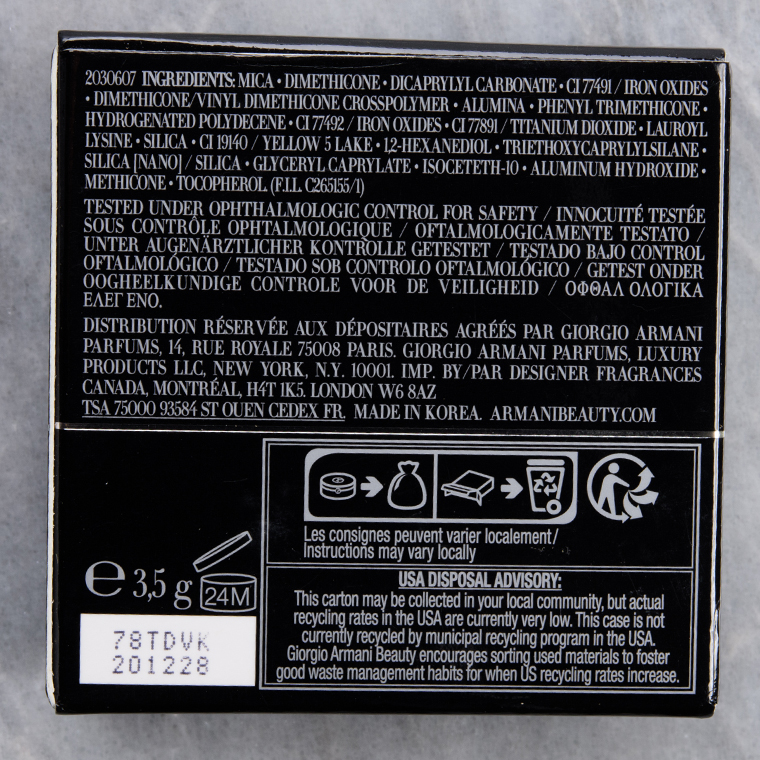 2030607 INGREDIENTS: MICA • DIMETHICONE • DICAPRYLYL CARBONATE • CI 77491 / IRON OXIDES
• DIMETHICONE/VINYL DIMETHICONE CROSSPOLYMER • ALUMINA • PHENYL TRIMETHICONE •
HYDROGENATED POLYDECENE • CI 77492 / IRON OXIDES • CI 77891 / TITANIUM DIOXIDE • LAUROYL
LYSINE • SILICA • CI 19140 / YELLOW 5 LAKE • 1,2-HEXANEDIOL • TRIETHOXYCAPRYLYLSILANE •
SILICA [NANO] / SILICA • GLYCERYL CAPRYLATE • ISOCETETH-10 • ALUMINUM HYDROXIDE •
METHICONE • TOCOPHEROL (F.I.L. C265155/1)
TESTED UNDER OPHTHALMOLOGIC CONTROL FOR SAFETY / INNOCUITÉ TESTÉE
SOUS CONTRÔLE OPHTALMOLOGIQUE / OFTALMOLOGICAMENTE TESTATO /
UNTER AUGENÄRZTLICHER KONTROLLE GETESTET / TESTADO BAJO CONTROL
OFTALMOLÓGICO / TESTADO SOB CONTROLO OFTALMOLÓGICO / GETEST ONDER
OOGHEELKUNDIGE CONTROLE VOOR DE VEILIGHEID / ΟΦΘΑΛ ΟΛΟΓΙΚΑ
ΕΛΕΓ ΕΝΟ.
DISTRIBUTION RÉSERVÉE AUX DÉPOSITAIRES AGRÉÉS PAR GIORGIO ARMANI
PARFUMS, 14, RUE ROYALE 75008 PARIS. GIORGIO ARMANI PARFUMS, LUXURY
PRODUCTS LLC, NEW YORK, N.Y. 10001. IMP. BY/PAR DESIGNER FRAGRANCES
CANADA, MONTRÉAL, H4T 1K5. LONDON W6 8AZ
TSA 75000 93584 ST OUEN CEDEX FR. MADE IN KOREA. ARMANIBEAUTY.COM
Les consignes peuvent varier localement/
Instructions may vary locally
℮ 3,5 g
24M
78TDVK
201228
USA DISPOSAL ADVISORY:
This carton may be collected in your local community, but actual
recycling rates in the USA are currently very low. This case is not
currently recycled by municipal recycling program in the USA.
Giorgio Armani Beauty encourages sorting used materials to foster
good waste management habits for when US recycling rates increase.